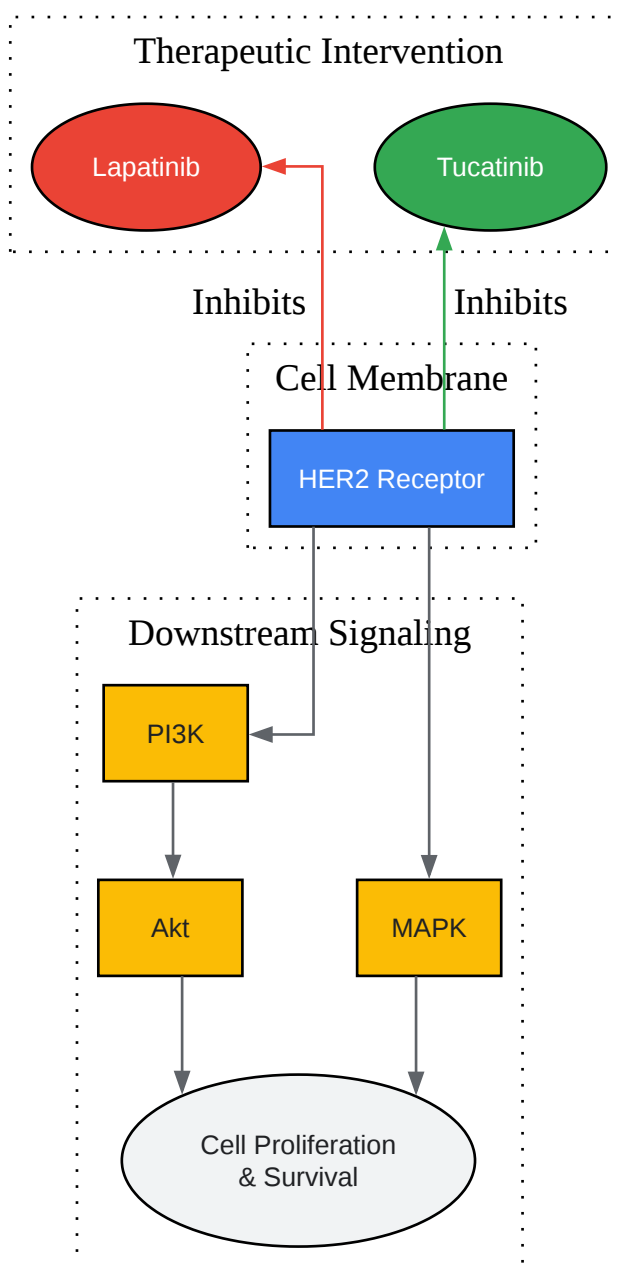 Therapeutic Intervention
Lapatinib
Tucatinib
Inhibits
Inhibits
Cell Membrane
HER2 Receptor
Downstream Signaling
PI3K
Akt
MAPK
Cell Proliferation
& Survival